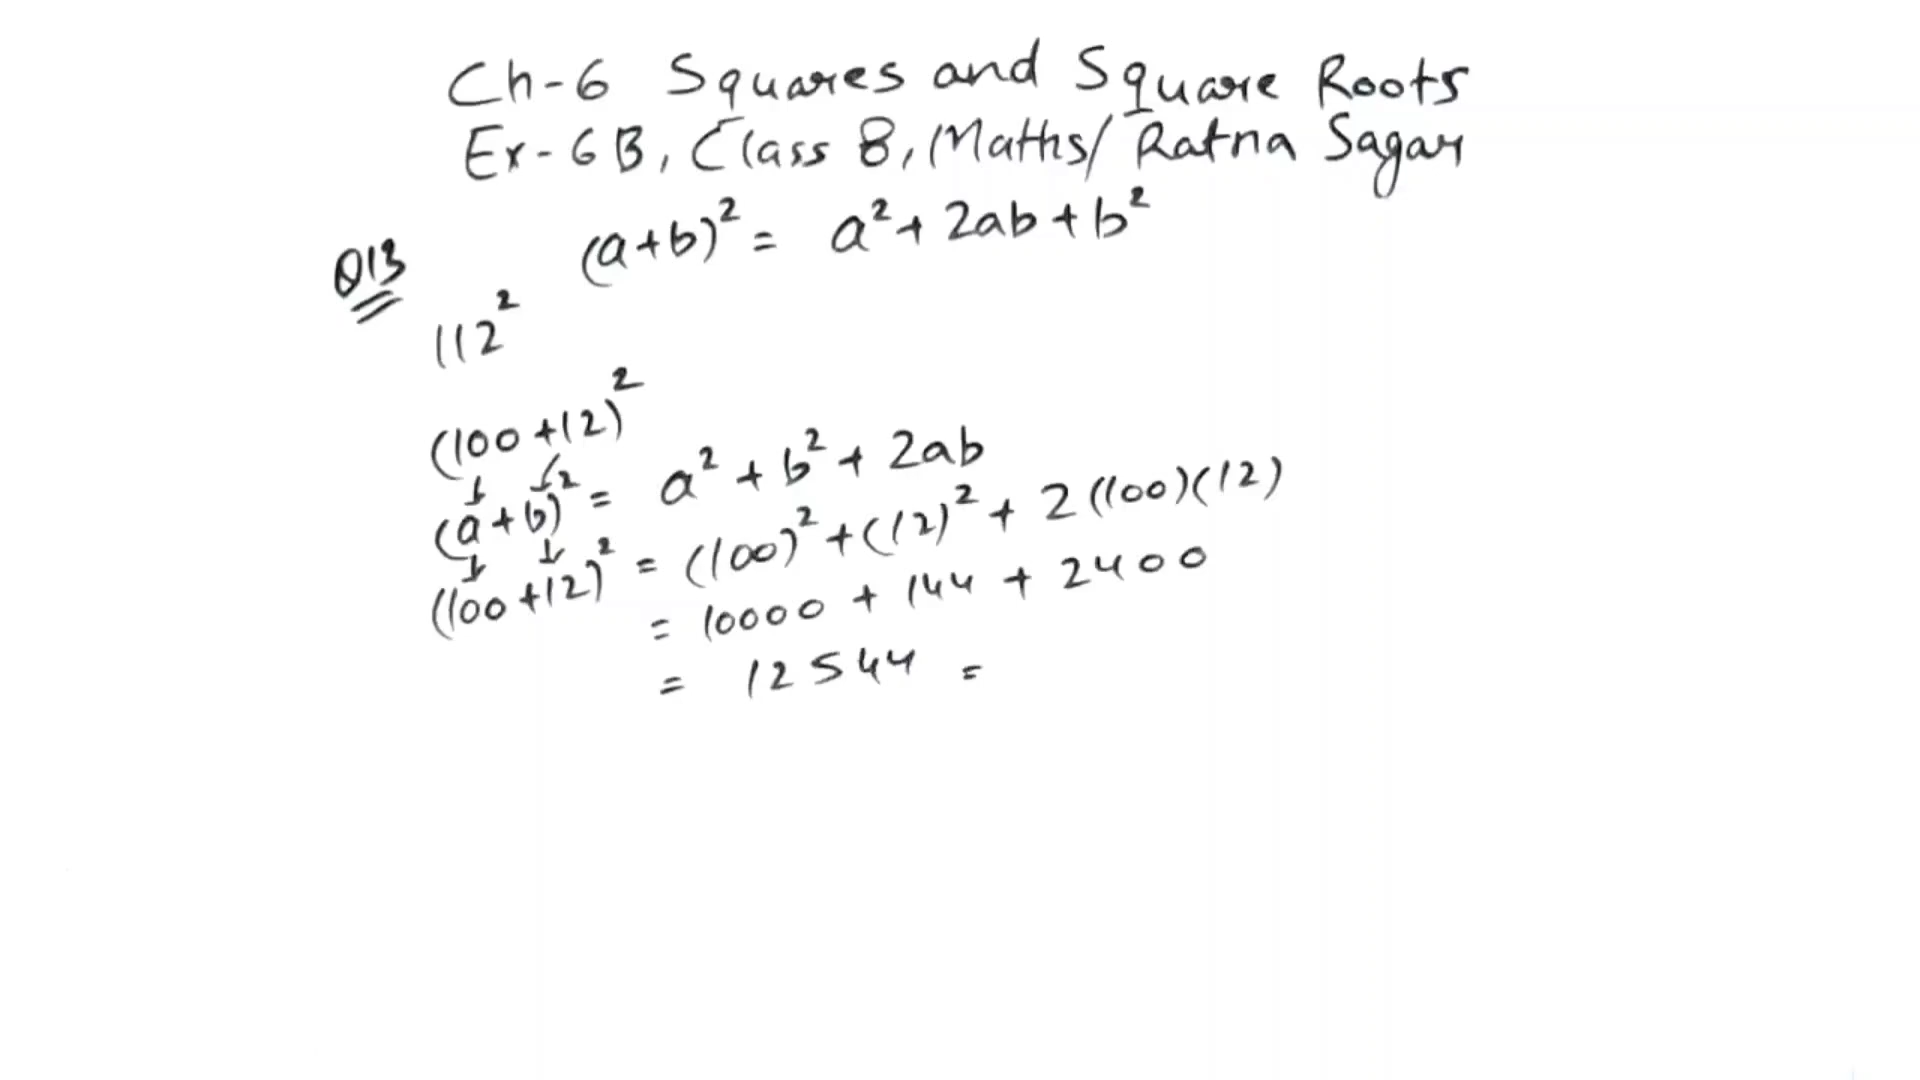 Ch-6 Squares and Square Roots
Ex-6B, Class 8, Maths/Ratna Sagar
Q13 (a+b)² = a² + 2ab + b²
112²
(100+12)²
(a+b)² = a² + b² + 2ab
(100+12)² = (100)² + (12)² + 2(100)(12)
= 10000 + 144 + 2400
= 12544 =